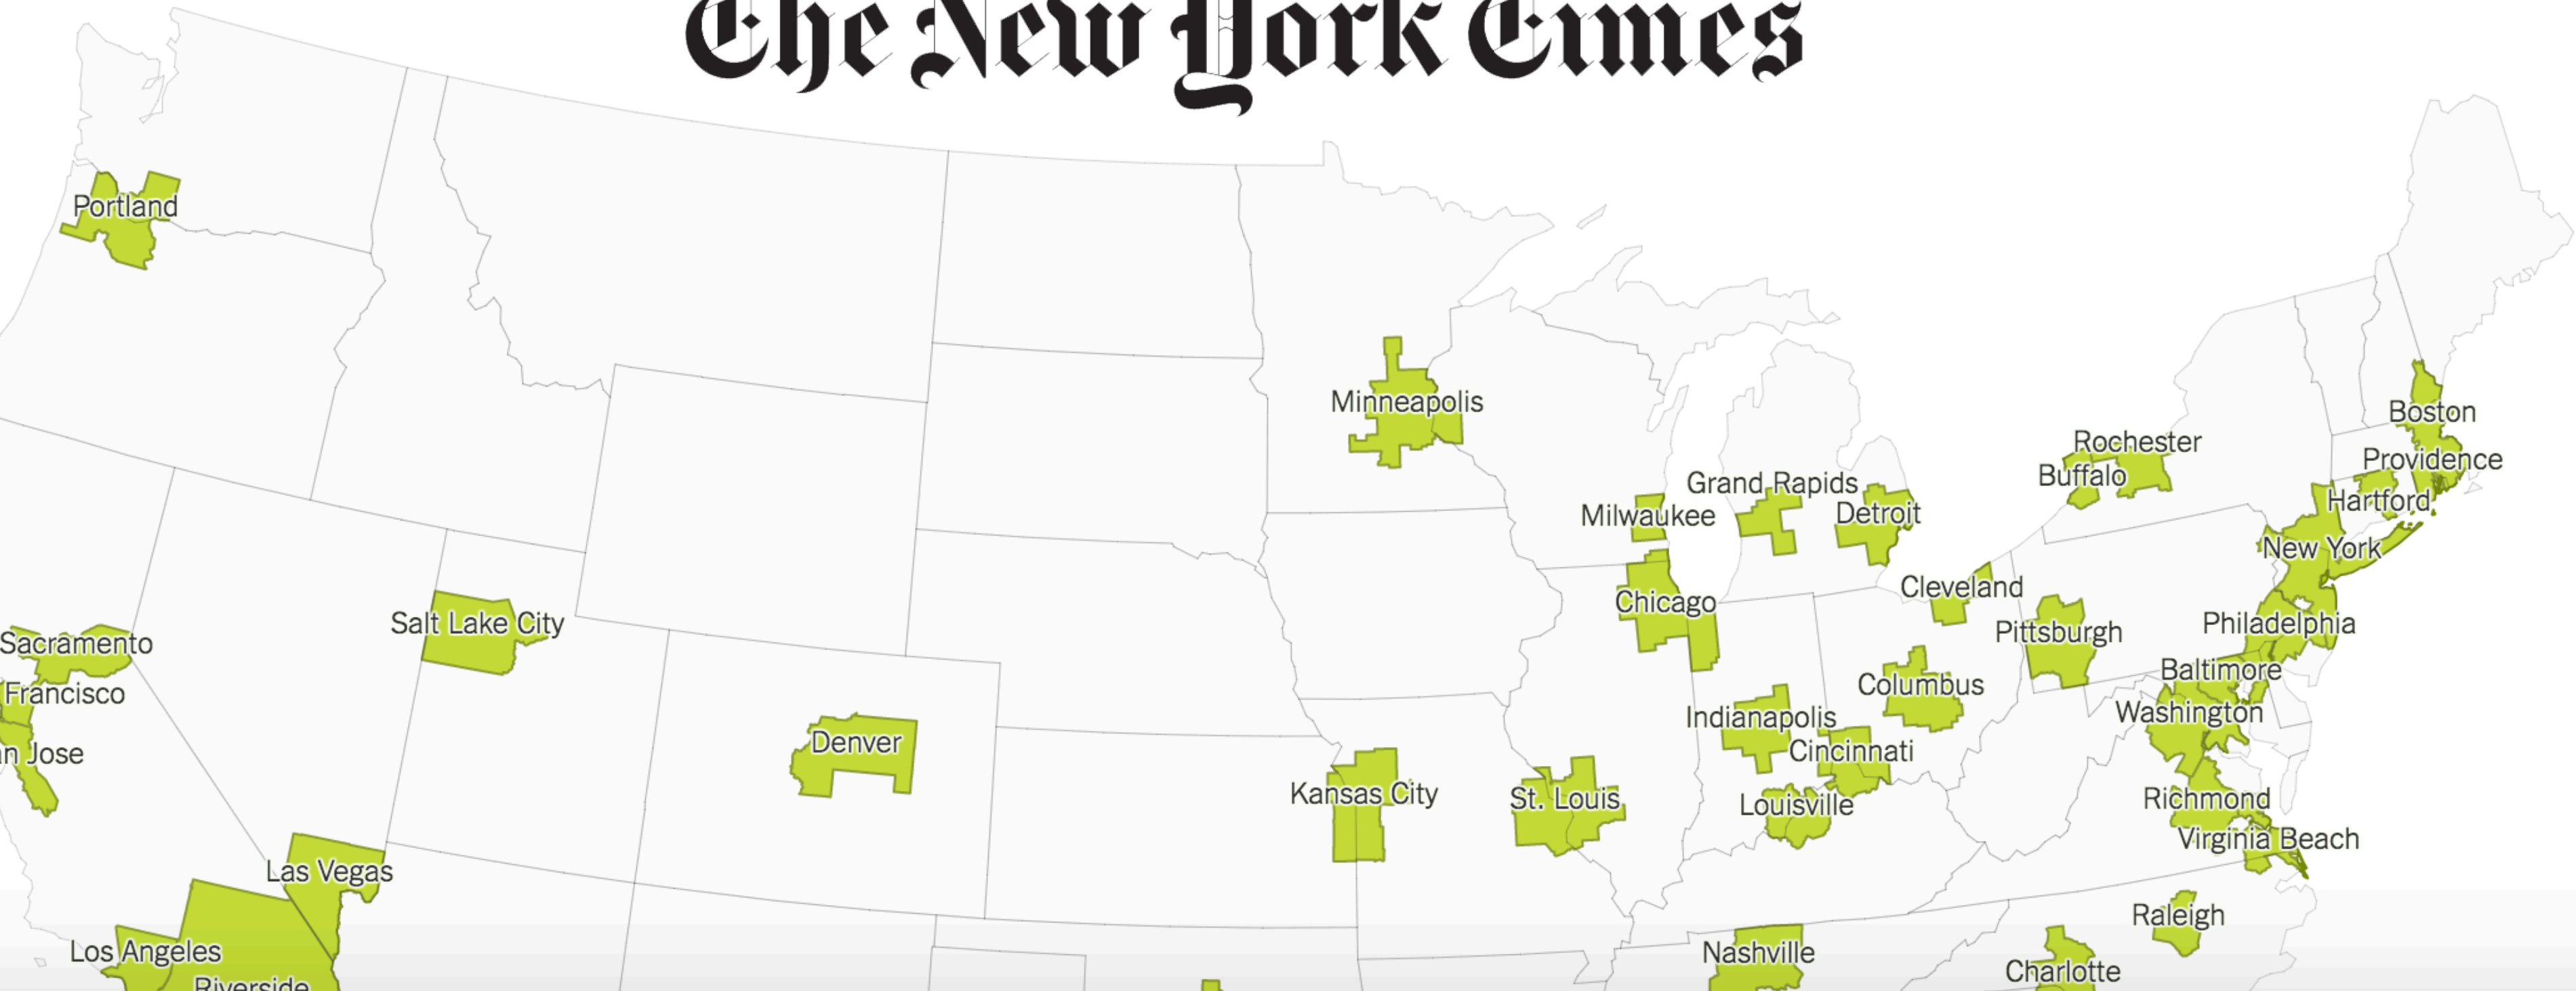 The New York Times
Portland
Minneapolis
Boston
Rochester
Providence
Buffalo
Grand Rapids
Hartford
Milwaukee
Detroit
New York
Cleveland
Chicago
Salt Lake City
Philadelphia
Pittsburgh
Sacramento
Baltimore
Columbus
Francisco
Washington
Indianapolis
Denver
Cincinnati
n Jose
Kansas City
St. Louis
Richmond
Louisville
Virginia Beach
Las Vegas
Raleigh
Los Angeles
Nashville
Charlotte
Riverside